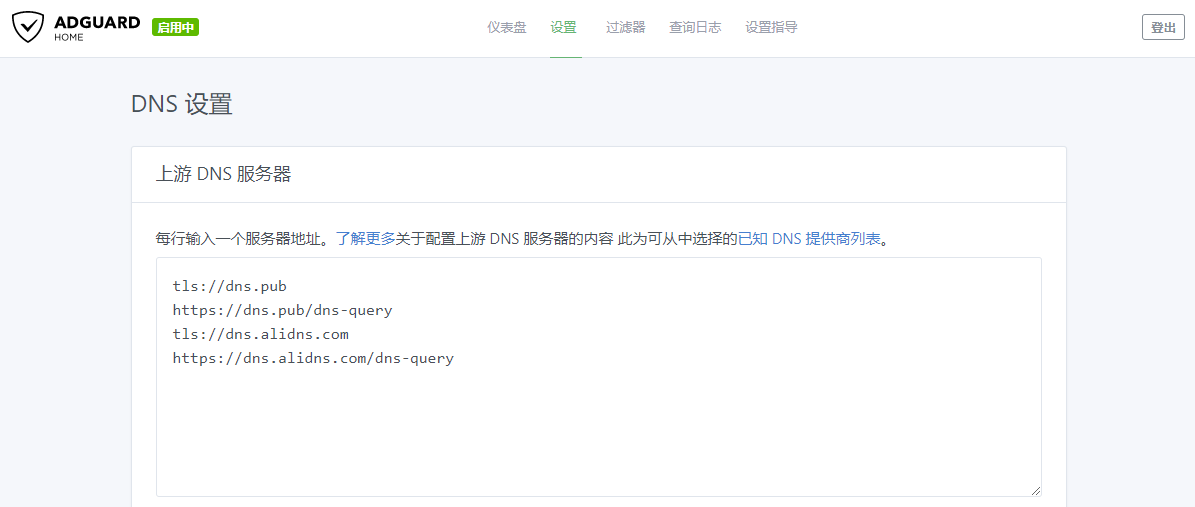 ADGUARD
HOME
启用中
仪表盘 设置 过滤器 查询日志 设置指导
登出
DNS 设置
上游 DNS 服务器
每行输入一个服务器地址。了解更多关于配置上游 DNS 服务器的内容 此为可从中选择的已知 DNS 提供商列表。
tls://dns.pub
https://dns.pub/dns-query
tls://dns.alidns.com
https://dns.alidns.com/dns-query